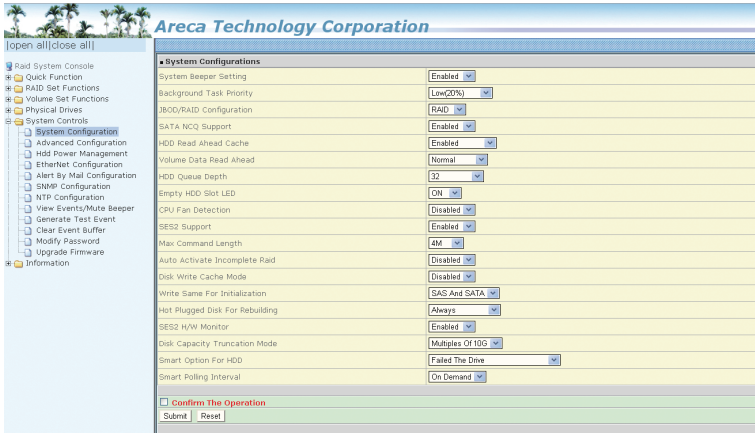 Areca Technology Corporation
|open all|close all|
Raid System Console
Quick Function
RAID Set Functions
Volume Set Functions
Physical Drives
System Controls
System Configuration
Advanced Configuration
Hdd Power Management
EtherNet Configuration
Alert By Mail Configuration
SNMP Configuration
NTP Configuration
View Events/Mute Beeper
Generate Test Event
Clear Event Buffer
Modify Password
Upgrade Firmware
Information
System Configurations
System Beeper Setting Enabled
Background Task Priority Low(20%)
JBOD/RAID Configuration RAID
SATA NCQ Support Enabled
HDD Read Ahead Cache Enabled
Volume Data Read Ahead Normal
HDD Queue Depth 32
Empty HDD Slot LED ON
CPU Fan Detection Disabled
SES2 Support Enabled
Max Command Length 4M
Auto Activate Incomplete Raid Disabled
Disk Write Cache Mode Disabled
Write Same For Initialization SAS And SATA
Hot Plugged Disk For Rebuilding Always
SES2 H/W Monitor Enabled
Disk Capacity Truncation Mode Multiples Of 10G
Smart Option For HDD Failed The Drive
Smart Polling Interval On Demand
Confirm The Operation
Submit Reset